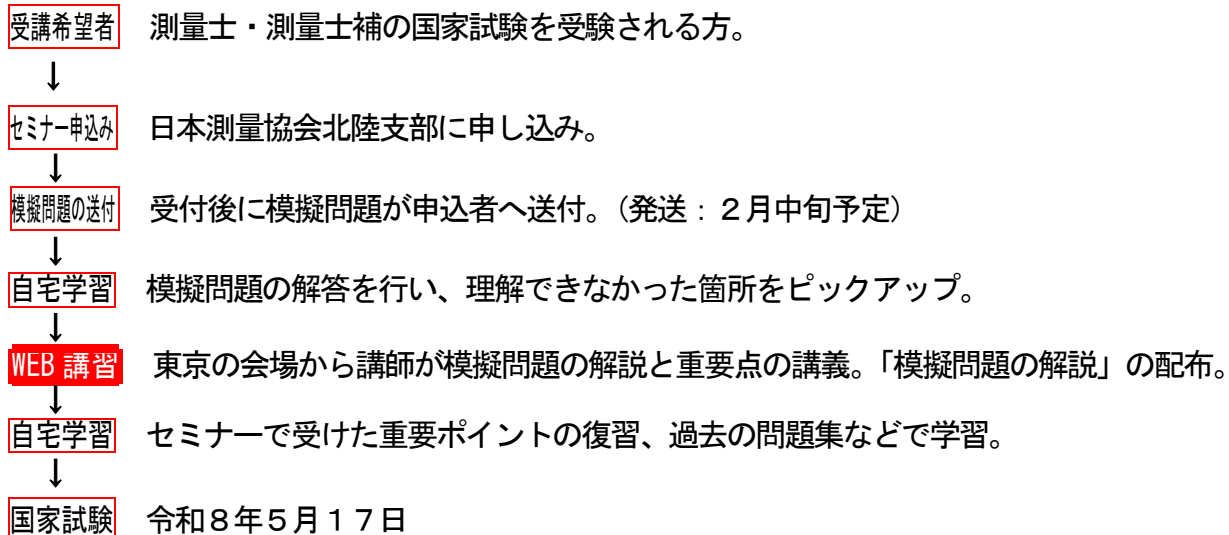 受講希望者 測量士・測量士補の国家試験を受験される方。
↓
セミナー申込み 日本測量協会北陸支部に申し込み。
↓
模擬問題の送付 受付後に模擬問題が申込者へ送付。（発送：２月中旬予定）
↓
自宅学習 模擬問題の解答を行い、理解できなかった箇所をピックアップ。
↓
WEB 講習 東京の会場から講師が模擬問題の解説と重要点の講義。「模擬問題の解説」の配布。
↓
自宅学習 セミナーで受けた重要ポイントの復習、過去の問題集などで学習。
↓
国家試験 令和８年５月１７日